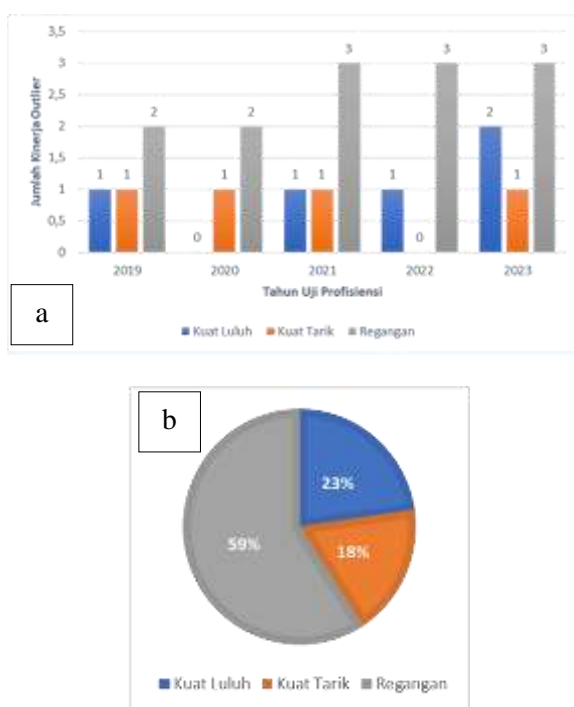 3,5
3
2,5
2
1,5
1
0,5
0
Jumlah Kinerja Outlier
1 1 2
0 1 2
1 1 3
1 0 3
2 1 3
2019 2020 2021 2022 2023
Tahun Uji Profisiensi
Kuat Luluh Kuat Tarik Regangan
a
b
23%
18%
59%
Kuat Luluh Kuat Tarik Regangan